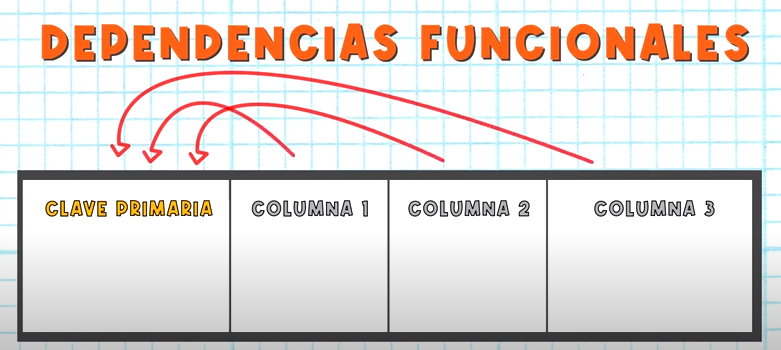 DEPENDENCIAS FUNCIONALES
CLAVE PRIMARIA COLUMNA 1 COLUMNA 2 COLUMNA 3